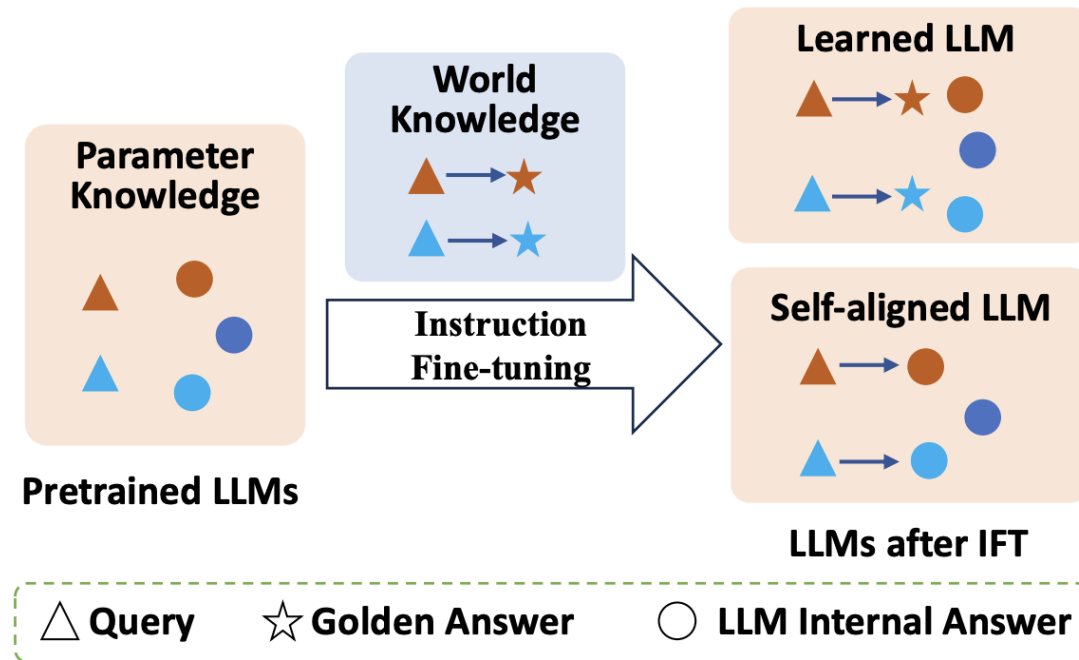 Parameter
Knowledge
Pretrained LLMs
World
Knowledge
Instruction
Fine-tuning
Learned LLM
Self-aligned LLM
LLMs after IFT
Query
Golden Answer
LLM Internal Answer